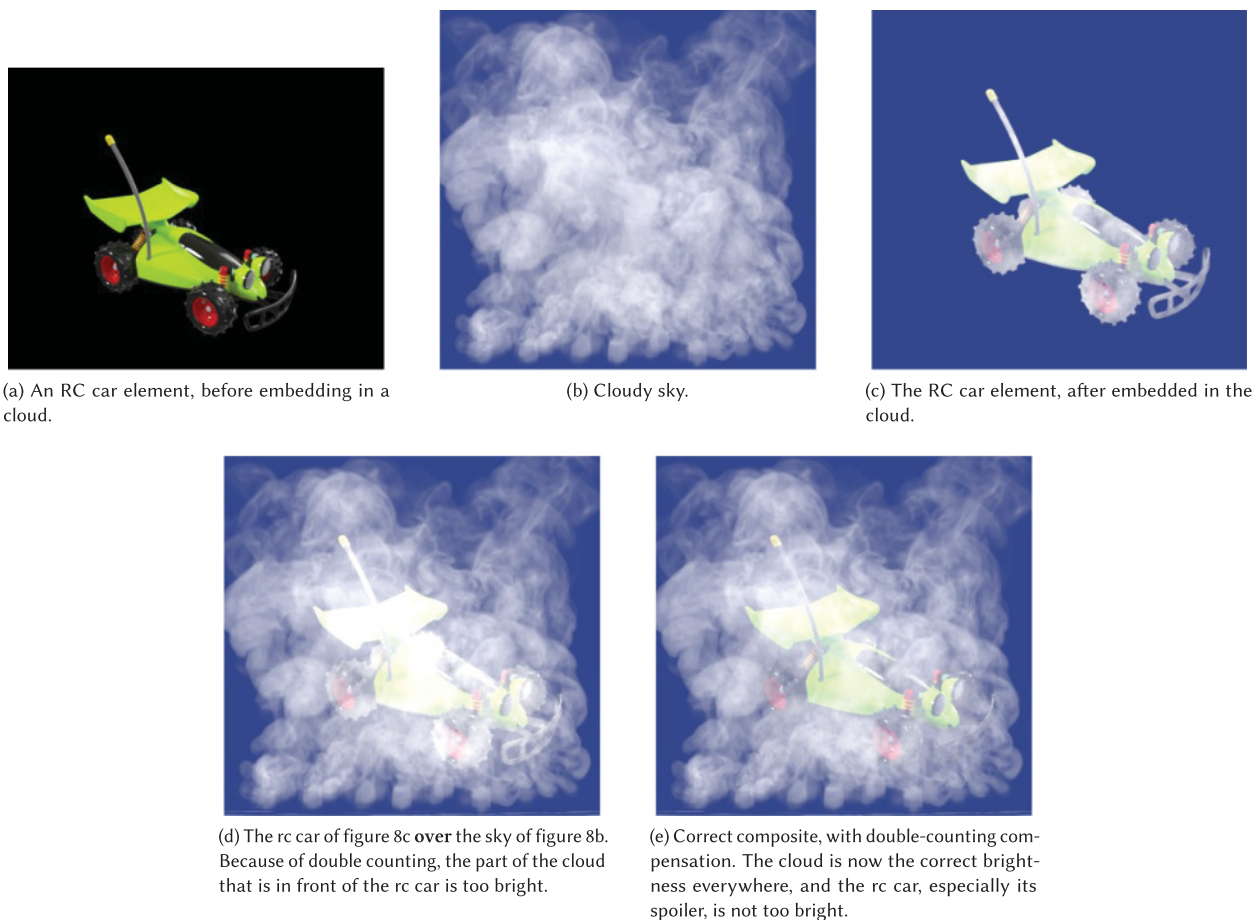 (a) An RC car element, before embedding in a
cloud.
(b) Cloudy sky.
(c) The RC car element, after embedded in the
cloud.
(d) The rc car of figure 8c over the sky of figure 8b.
Because of double counting, the part of the cloud
that is in front of the rc car is too bright.
(e) Correct composite, with double-counting com-
pensation. The cloud is now the correct bright-
ness everywhere, and the rc car, especially its
spoiler, is not too bright.